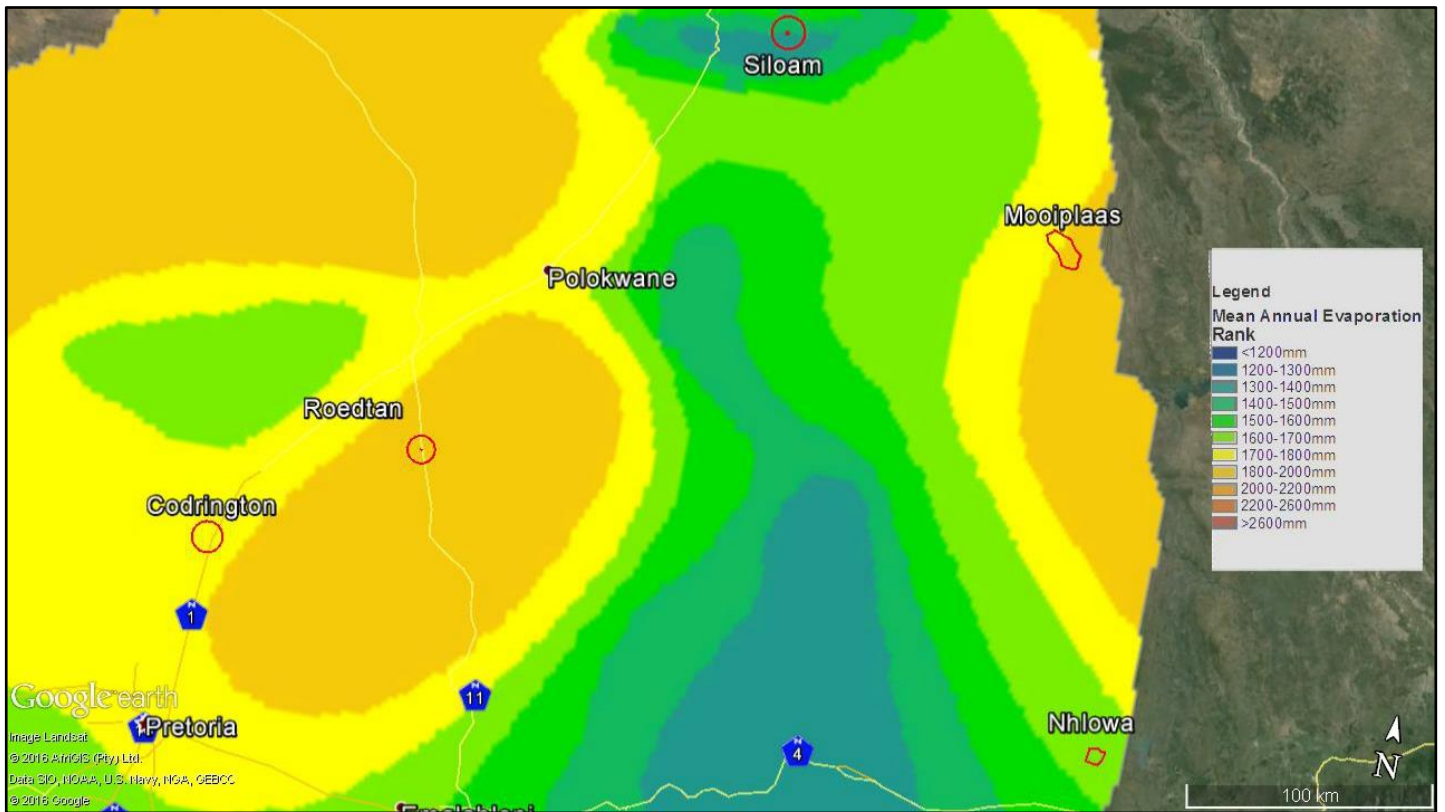 Siloam
Mooiplaas
Polokwane
Legend
Mean Annual Evaporation
Rank
<1200mm
1200-1300mm
1300-1400mm
1400-1500mm
1500-1600mm
1600-1700mm
1700-1800mm
1800-2000mm
2000-2200mm
2200-2600mm
>2600mm
Roedtan
Codrington
N
1
N
11
Google earth
Pretoria
Nhlowa
N
4
N
Image Landsat
© 2016 AfriGIS (Pty) Ltd.
Data SIO, NOAA, U.S. Navy, NGA, GEBCO
© 2016 Google
100 km